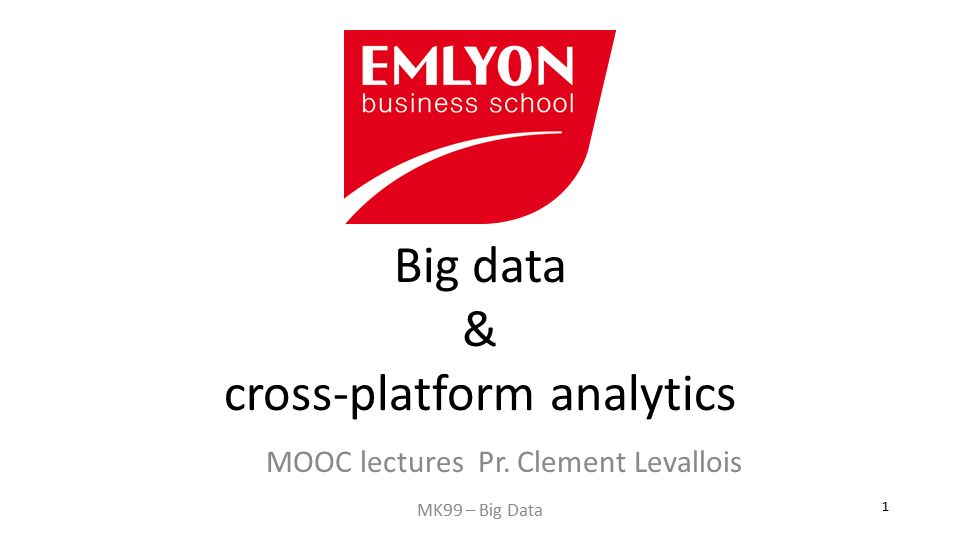 EMLYON
business school
Big data
&
cross-platform analytics
MOOC lectures Pr. Clement Levallois
MK99 – Big Data
1